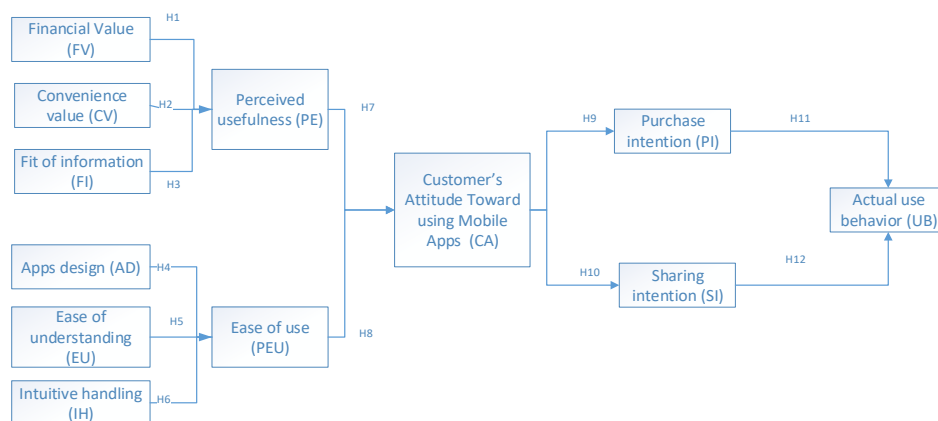 H1
Financial Value
(FV)
Convenience
value (CV)
H2
Fit of information
(FI)
H3
Perceived
usefulness (PE)
H7
Apps design (AD)
H4
Ease of
understanding
(EU)
H5
Intuitive handling
(IH)
H6
Ease of use
(PEU)
H8
Customer’s
Attitude Toward
using Mobile
Apps (CA)
H9
Purchase
intention (PI)
H11
H10
Sharing
intention (SI)
H12
Actual use
behavior (UB)